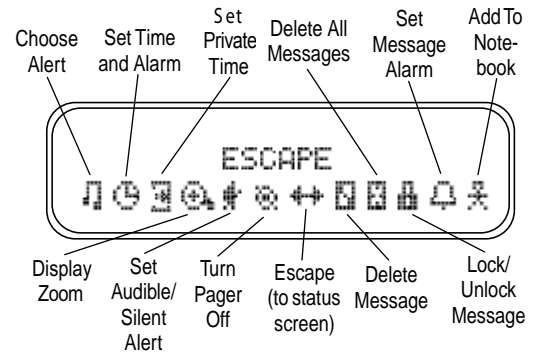 Choose
Alert
Set Time
and Alarm
Set
Private
Time
Delete All
Messages
Set
Message
Alarm
Add To
Note-
book
ESCAPE
Display
Zoom
Set
Audible/
Silent
Alert
Turn
Pager
Off
Escape
(to status
screen)
Delete
Message
Lock/
Unlock
Message